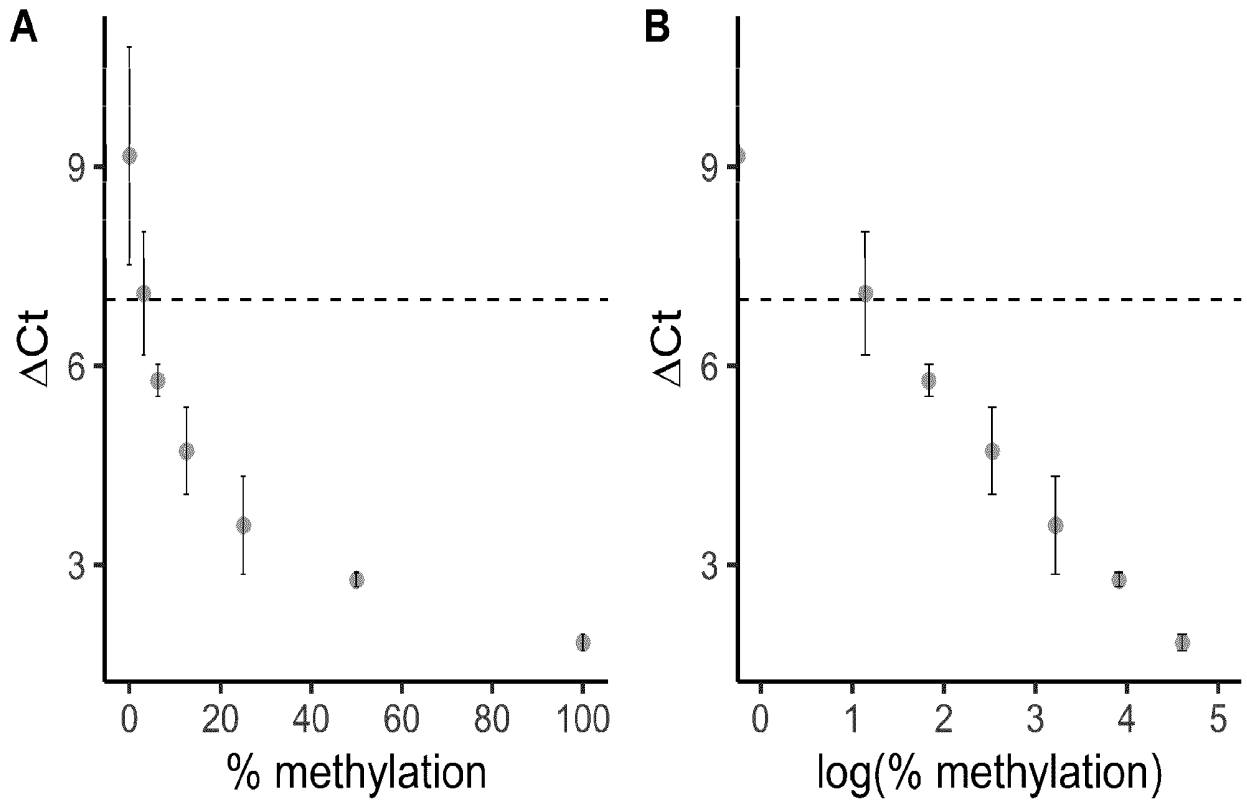 A
B
ΔCt
9
6
3
0 20 40 60 80 100
% methylation
ΔCt
9
6
3
0 1 2 3 4 5
log(% methylation)